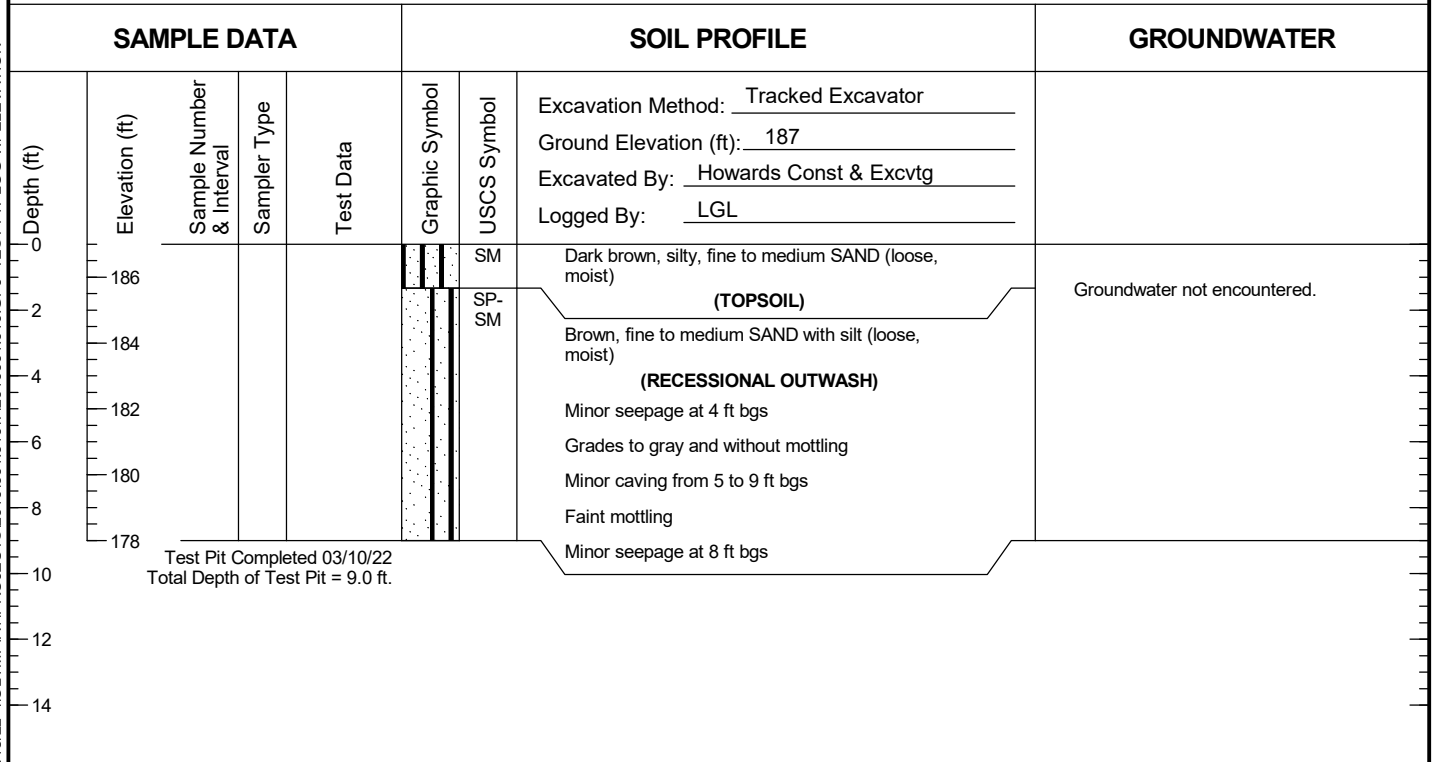 SAMPLE DATA
SOIL PROFILE
GROUNDWATER
Depth (ft)
Elevation (ft)
Sample Number
& Interval
Sampler Type
Test Data
Graphic Symbol
USCS Symbol
Excavation Method: Tracked Excavator
Ground Elevation (ft): 187
Excavated By: Howards Const & Excvtg
Logged By: LGL
0
SM
Dark brown, silty, fine to medium SAND (loose,
moist)
186
(TOPSOIL)
Groundwater not encountered.
2
SP-
SM
Brown, fine to medium SAND with silt (loose,
moist)
184
4
(RECESSIONAL OUTWASH)
182
Minor seepage at 4 ft bgs
6
Grades to gray and without mottling
180
Minor caving from 5 to 9 ft bgs
8
Faint mottling
178
Minor seepage at 8 ft bgs
Test Pit Completed 03/10/22
Total Depth of Test Pit = 9.0 ft.
10
12
14